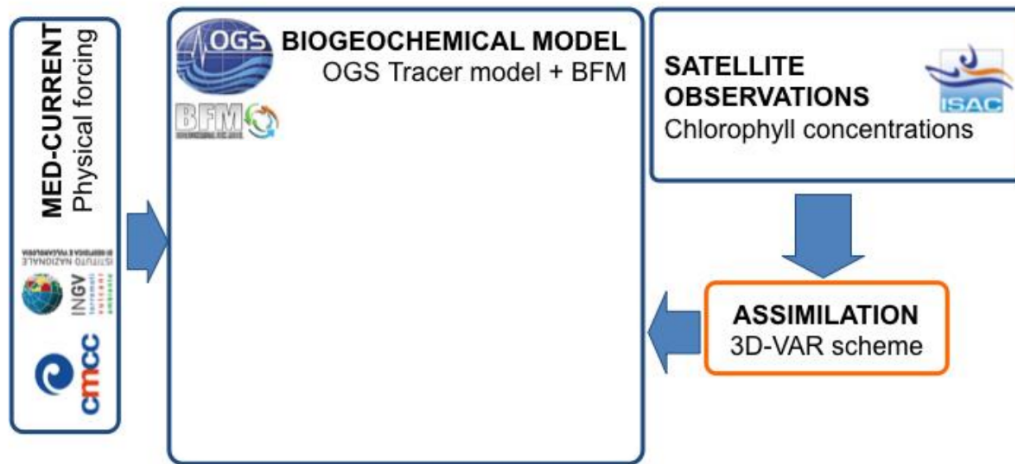 MED-CURRENT
Physical forcing
ISTITUTO NAZIONALE
DI GEOFISICA E VULCANOLOGIA
INGV
terremoti
vulcani
ambiente
cmcc
OGS
BIOGEOCHEMICAL MODEL
OGS Tracer model + BFM
BFM
SATELLITE
OBSERVATIONS
Chlorophyll concentrations
ISAC
ASSIMILATION
3D-VAR scheme